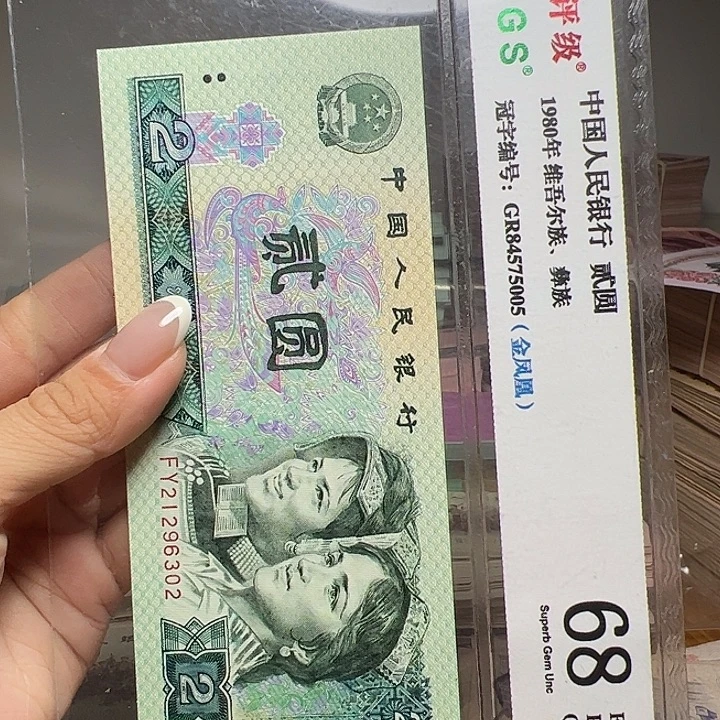 评级®
GS®
中国人民银行 贰圆
1980年 维吾尔族、彝族
冠字编号：GR84575005（金凤凰）
68
Superb Gem Unc
中国人民银行
贰圆
2
FY21296302
2